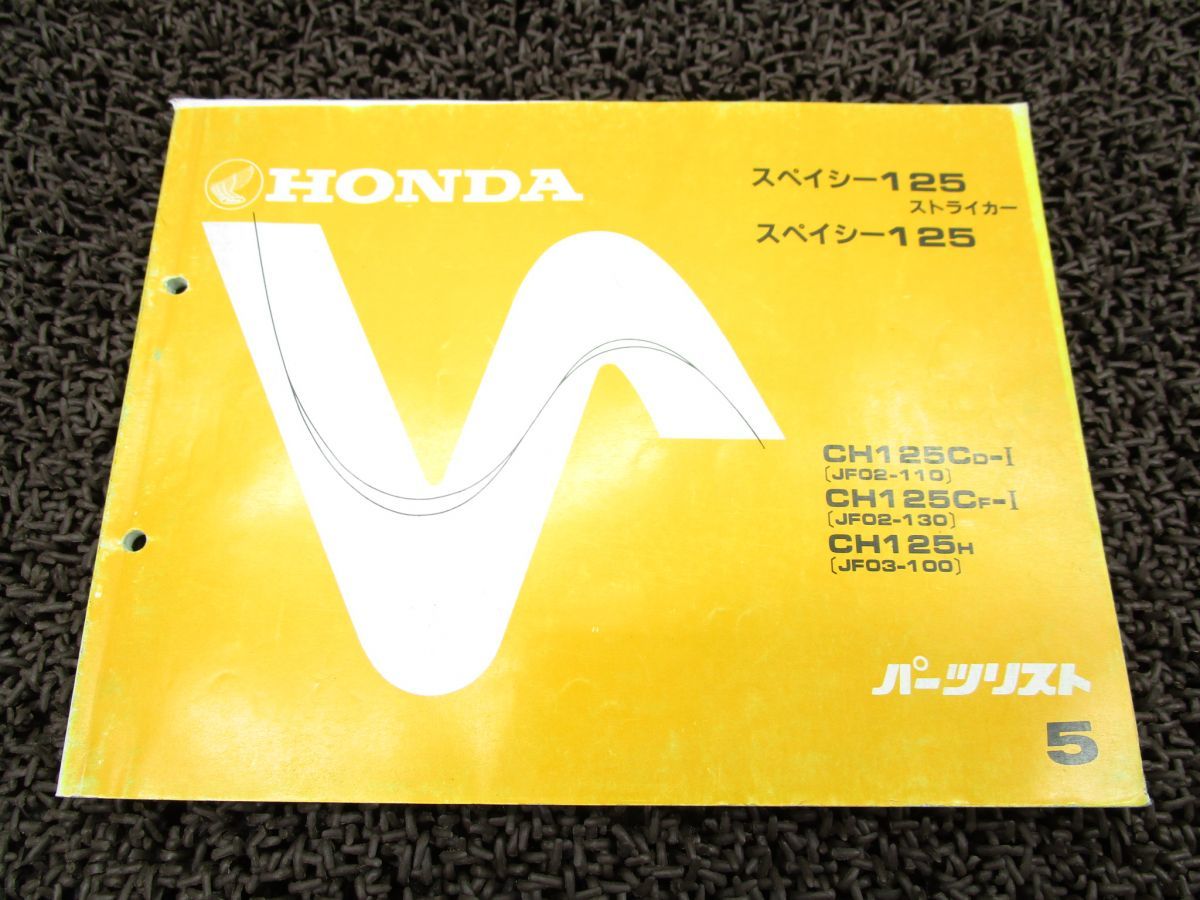 HONDA
スペイシー125
ストライカー
スペイシー125
CH125CD-I
〔JF02-110〕
CH125CF-I
〔JF02-130〕
CH125H
〔JF03-100〕
パーツリスト
5